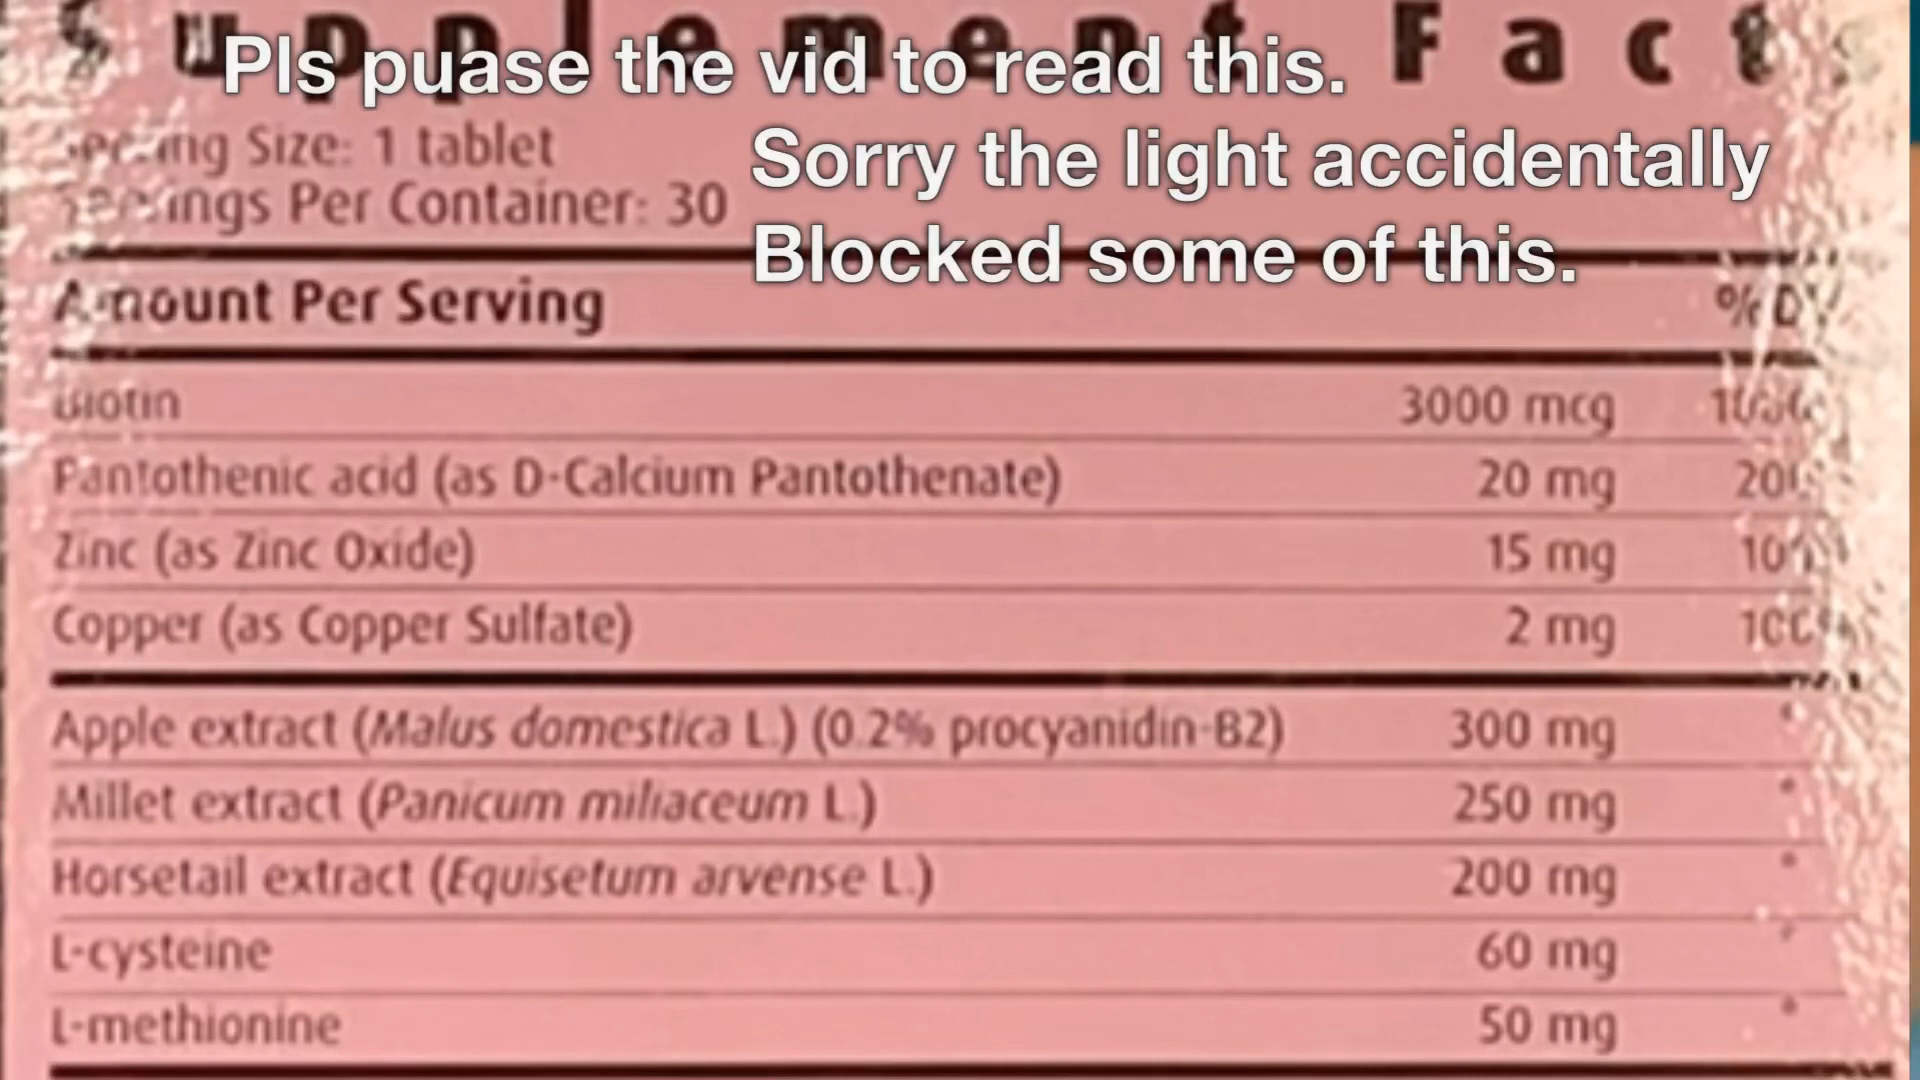 Supplement Facts
Pls puase the vid to read this.
Serving Size: 1 tablet
Sorry the light accidentally
Servings Per Container: 30
Blocked some of this.
Amount Per Serving %DV
Biotin 3000 mcg
Pantothenic acid (as D-Calcium Pantothenate) 20 mg
Zinc (as Zinc Oxide) 15 mg
Copper (as Copper Sulfate) 2 mg
Apple extract (Malus domestica L.) (0.2% procyanidin-B2) 300 mg *
Millet extract (Panicum miliaceum L.) 250 mg *
Horsetail extract (Equisetum arvense L.) 200 mg *
L-cysteine 60 mg *
L-methionine 50 mg *